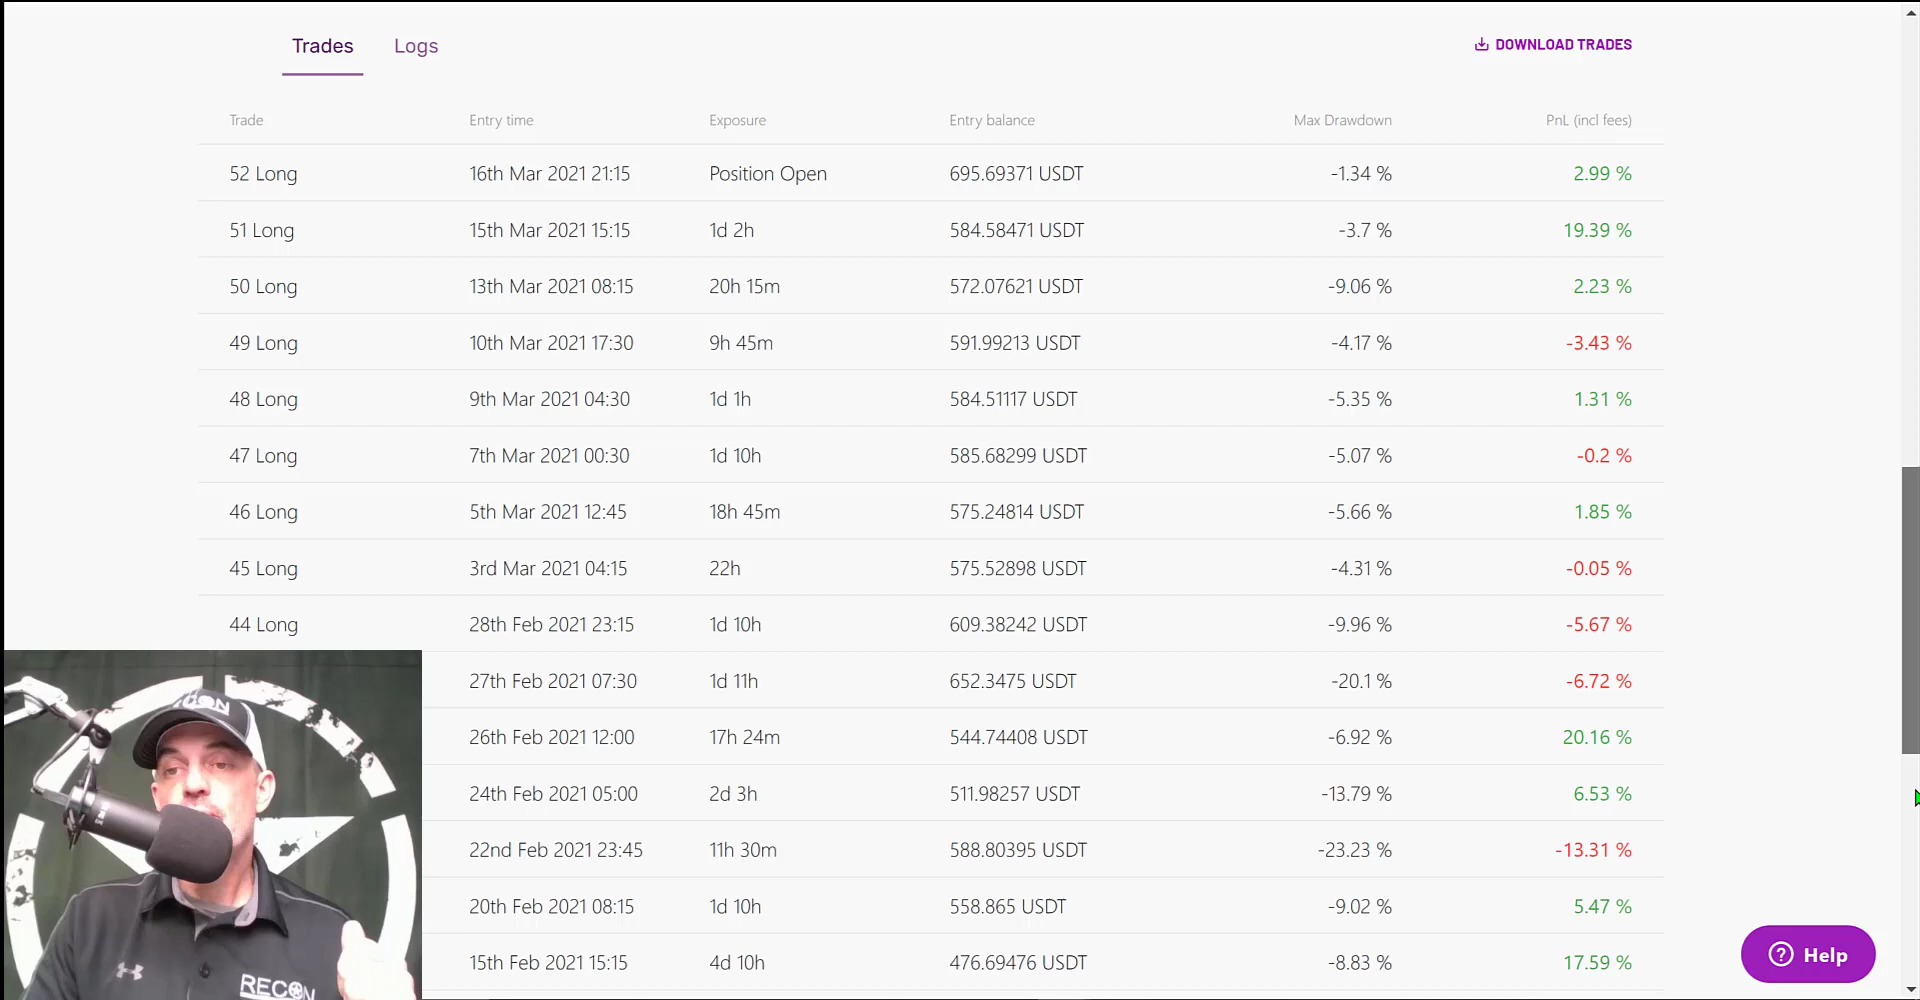 Trades Logs DOWNLOAD TRADES
Trade Entry time Exposure Entry balance Max Drawdown PnL (incl fees)
52 Long 16th Mar 2021 21:15 Position Open 695.69371 USDT -1.34 % 2.99 %
51 Long 15th Mar 2021 15:15 1d 2h 584.58471 USDT -3.7 % 19.39 %
50 Long 13th Mar 2021 08:15 20h 15m 572.07621 USDT -9.06 % 2.23 %
49 Long 10th Mar 2021 17:30 9h 45m 591.99213 USDT -4.17 % -3.43 %
48 Long 9th Mar 2021 04:30 1d 1h 584.51117 USDT -5.35 % 1.31 %
47 Long 7th Mar 2021 00:30 1d 10h 585.68299 USDT -5.07 % -0.2 %
46 Long 5th Mar 2021 12:45 18h 45m 575.24814 USDT -5.66 % 1.85 %
45 Long 3rd Mar 2021 04:15 22h 575.52898 USDT -4.31 % -0.05 %
44 Long 28th Feb 2021 23:15 1d 10h 609.38242 USDT -9.96 % -5.67 %
27th Feb 2021 07:30 1d 11h 652.3475 USDT -20.1 % -6.72 %
26th Feb 2021 12:00 17h 24m 544.74408 USDT -6.92 % 20.16 %
24th Feb 2021 05:00 2d 3h 511.98257 USDT -13.79 % 6.53 %
22nd Feb 2021 23:45 11h 30m 588.80395 USDT -23.23 % -13.31 %
20th Feb 2021 08:15 1d 10h 558.865 USDT -9.02 % 5.47 %
15th Feb 2021 15:15 4d 10h 476.69476 USDT -8.83 % 17.59 %
Help
RECON